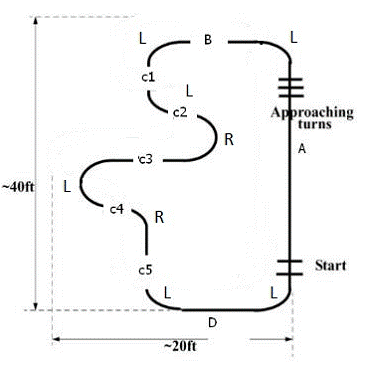 L B L
c1
L
c2
Approaching
turns
R
A
'c3
L
~40ft
c4
R
Start
c5
L L
D
~20ft